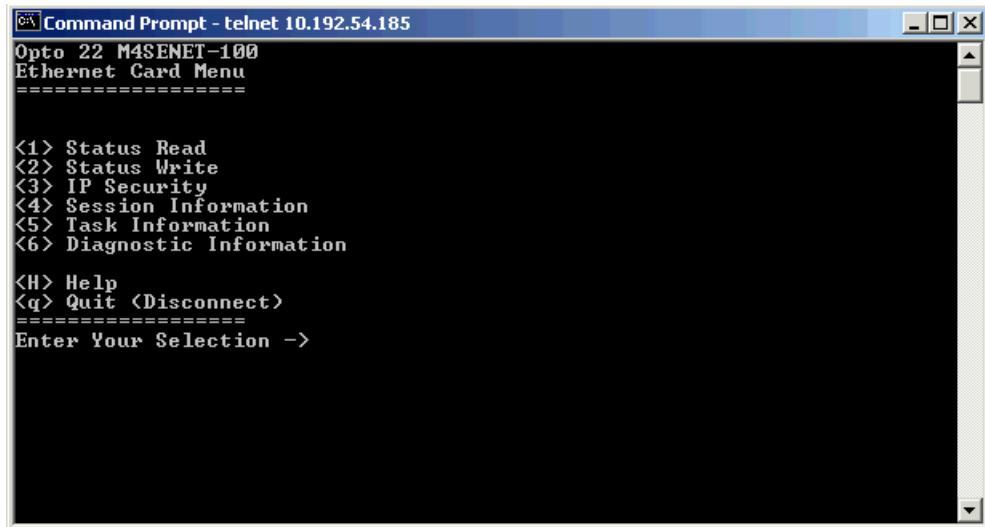 Command Prompt - telnet 10.192.54.185
Opto 22 M4SENET-100
Ethernet Card Menu
==================
<1> Status Read
<2> Status Write
<3> IP Security
<4> Session Information
<5> Task Information
<6> Diagnostic Information
<H> Help
<q> Quit (Disconnect)
==================
Enter Your Selection ->